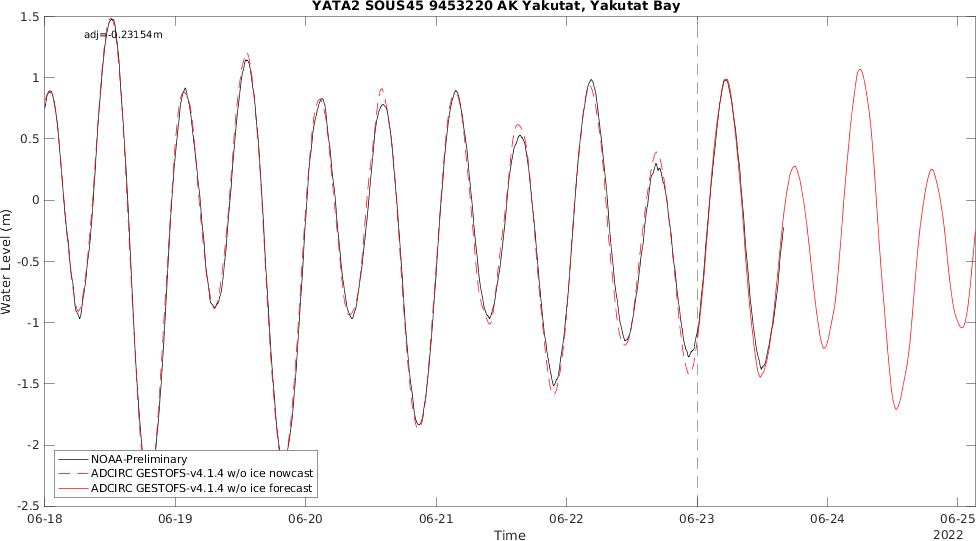 YATA2 SOUS45 9453220 AK Yakutat, Yakutat Bay
adj=-0.23154m
1.5
1
0.5
0
-0.5
-1
-1.5
-2
-2.5
Water Level (m)
NOAA-Preliminary
ADCIRC GESTOFS-v4.1.4 w/o ice nowcast
ADCIRC GESTOFS-v4.1.4 w/o ice forecast
06-18 06-19 06-20 06-21 06-22 06-23 06-24 06-25
Time
2022